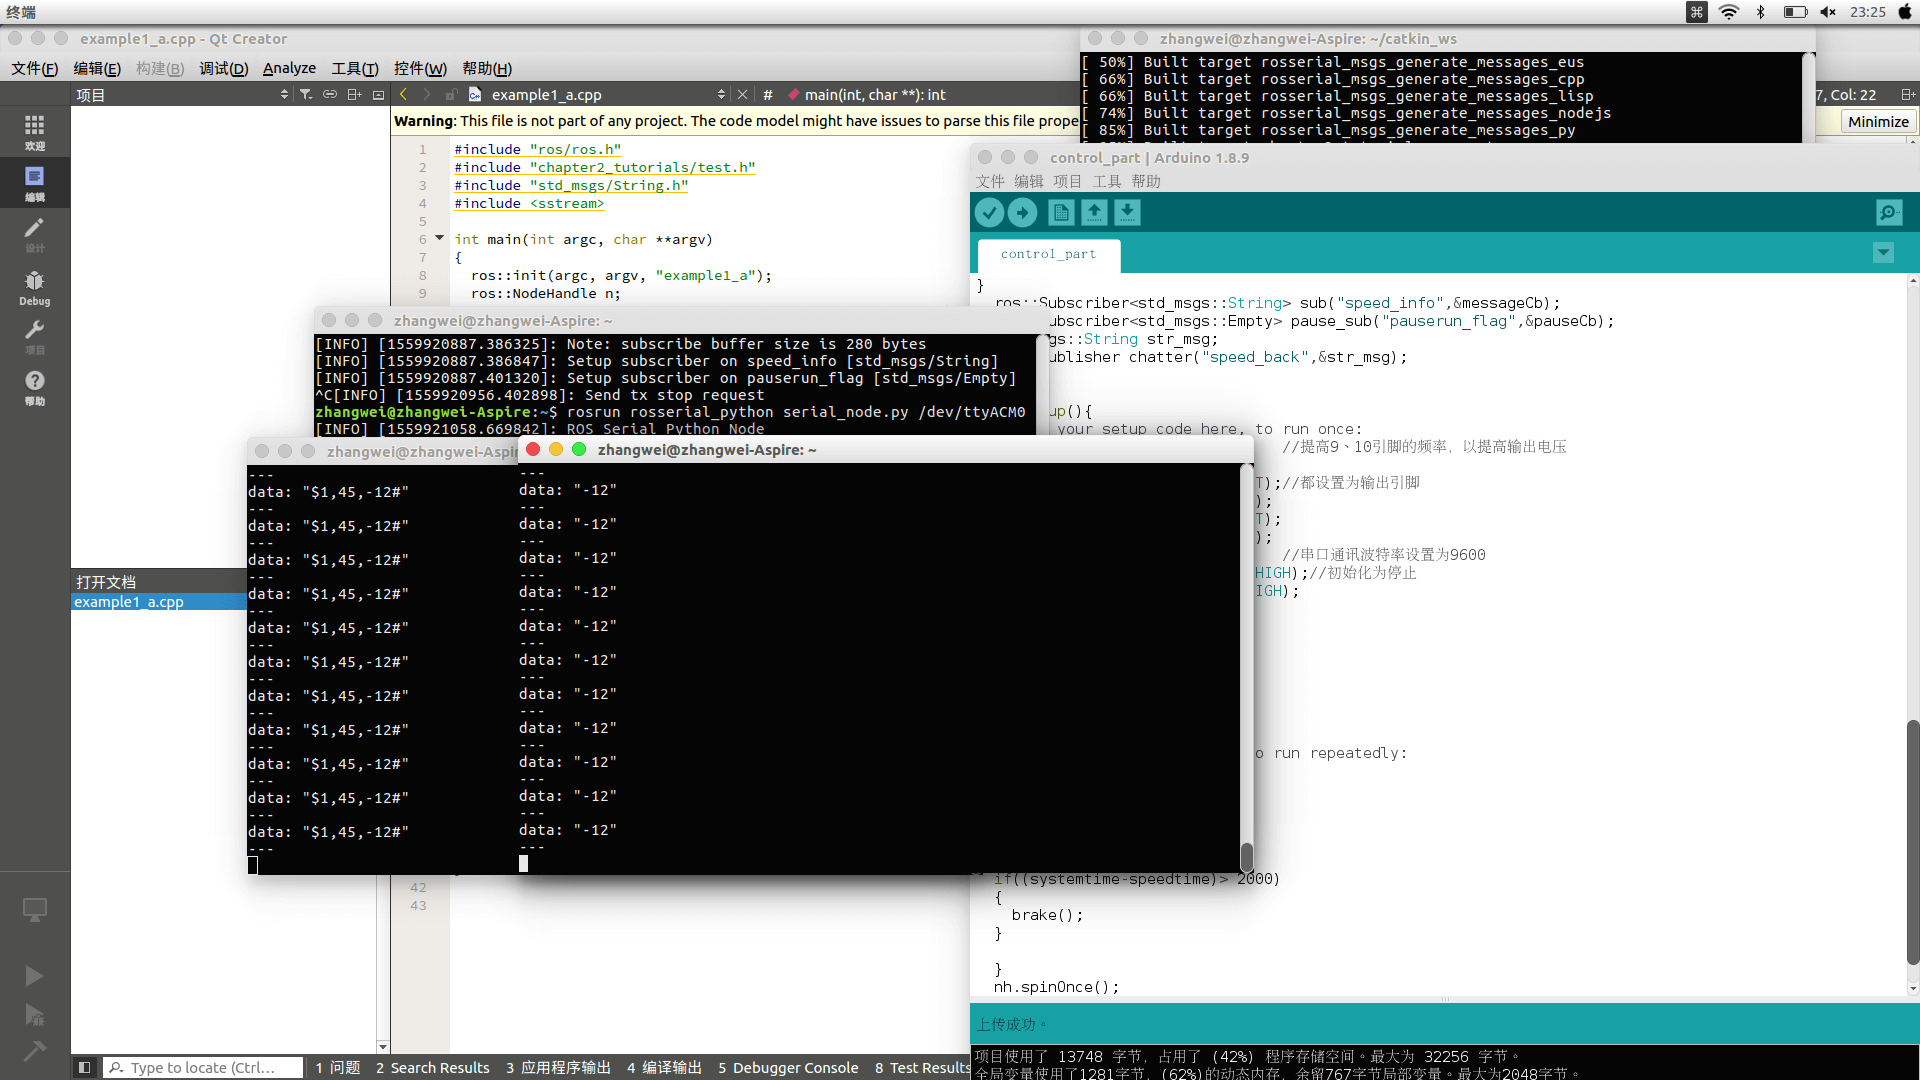 终端
23:25
example1_a.cpp - Qt Creator
文件(F) 编辑(E) 构建(B) 调试(D) Analyze 工具(T) 控件(W) 帮助(H)
项目
example1_a.cpp
# main(int, char **): int
7, Col: 22
Warning: This file is not part of any project. The code model might have issues to parse this file prope
Minimize
欢迎
编辑
设计
Debug
项目
帮助
1 #include "ros/ros.h"
2 #include "chapter2_tutorials/test.h"
3 #include "std_msgs/String.h"
4 #include <sstream>
5
6 int main(int argc, char **argv)
7 {
8 ros::init(argc, argv, "example1_a");
9 ros::NodeHandle n;
42
43
打开文档
example1_a.cpp
Type to locate (Ctrl...
1 问题 2 Search Results 3 应用程序输出 4 编译输出 5 Debugger Console 8 Test Results
zhangwei@zhangwei-Aspire: ~/catkin_ws
[ 50%] Built target rosserial_msgs_generate_messages_eus
[ 66%] Built target rosserial_msgs_generate_messages_cpp
[ 66%] Built target rosserial_msgs_generate_messages_lisp
[ 74%] Built target rosserial_msgs_generate_messages_nodejs
[ 85%] Built target rosserial_msgs_generate_messages_py
control_part | Arduino 1.8.9
文件 编辑 项目 工具 帮助
control_part
}
ros::Subscriber<std_msgs::String> sub("speed_info",&messageCb);
ubscriber<std_msgs::Empty> pause_sub("pauserun_flag",&pauseCb);
gs::String str_msg;
ublisher chatter("speed_back",&str_msg);
up(){
your setup code here, to run once:
//提高9、10引脚的频率，以提高输出电压
T);//都设置为输出引脚
);
T);
);
//串口通讯波特率设置为9600
HIGH);//初始化为停止
IGH);
o run repeatedly:
if((systemtime-speedtime)> 2000)
{
brake();
}
}
nh.spinOnce();
上传成功。
项目使用了 13748 字节，占用了 (42%) 程序存储空间。最大为 32256 字节。
全局变量使用了1281字节，(62%)的动态内存，余留767字节局部变量。最大为2048字节。
zhangwei@zhangwei-Aspire: ~
[INFO] [1559920887.386325]: Note: subscribe buffer size is 280 bytes
[INFO] [1559920887.386847]: Setup subscriber on speed_info [std_msgs/String]
[INFO] [1559920887.401320]: Setup subscriber on pauserun_flag [std_msgs/Empty]
^C[INFO] [1559920956.402898]: Send tx stop request
zhangwei@zhangwei-Aspire:~$ rosrun rosserial_python serial_node.py /dev/ttyACM0
[INFO] [1559921058.669842]: ROS Serial Python Node
zhangwei@zhangwei-Aspir
---
data: "$1,45,-12#"
---
data: "$1,45,-12#"
---
data: "$1,45,-12#"
---
data: "$1,45,-12#"
---
data: "$1,45,-12#"
---
data: "$1,45,-12#"
---
data: "$1,45,-12#"
---
data: "$1,45,-12#"
---
data: "$1,45,-12#"
---
data: "$1,45,-12#"
---
data: "$1,45,-12#"
---
zhangwei@zhangwei-Aspire: ~
---
data: "-12"
---
data: "-12"
---
data: "-12"
---
data: "-12"
---
data: "-12"
---
data: "-12"
---
data: "-12"
---
data: "-12"
---
data: "-12"
---
data: "-12"
---
data: "-12"
---